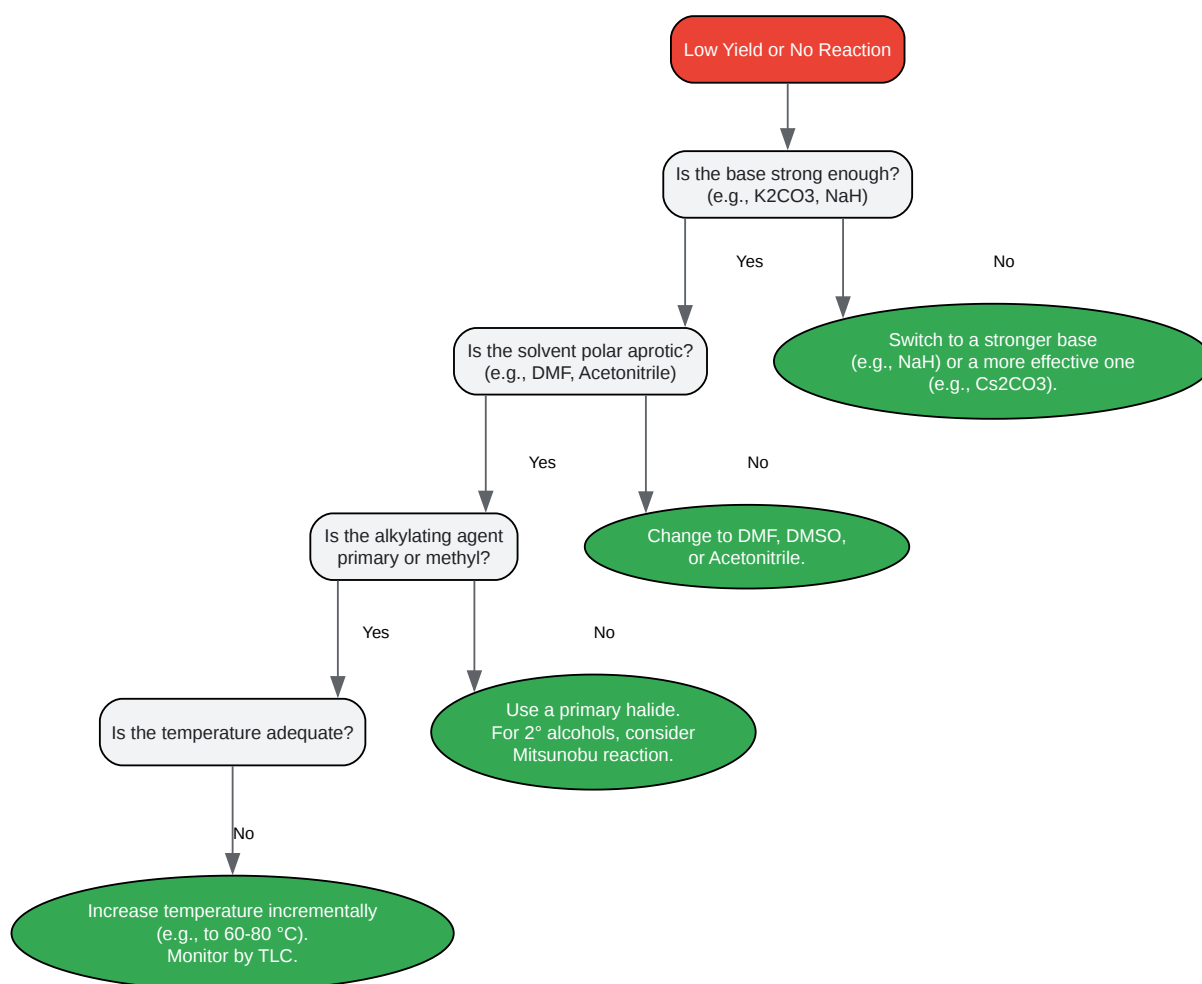 Low Yield or No Reaction
Is the base strong enough?
(e.g., K2CO3, NaH)
Yes
No
Switch to a stronger base
(e.g., NaH) or a more effective one
(e.g., Cs2CO3).
Is the solvent polar aprotic?
(e.g., DMF, Acetonitrile)
Yes
No
Change to DMF, DMSO,
or Acetonitrile.
Is the alkylating agent
primary or methyl?
Yes
No
Use a primary halide.
For 2° alcohols, consider
Mitsunobu reaction.
Is the temperature adequate?
No
Increase temperature incrementally
(e.g., to 60-80 °C).
Monitor by TLC.